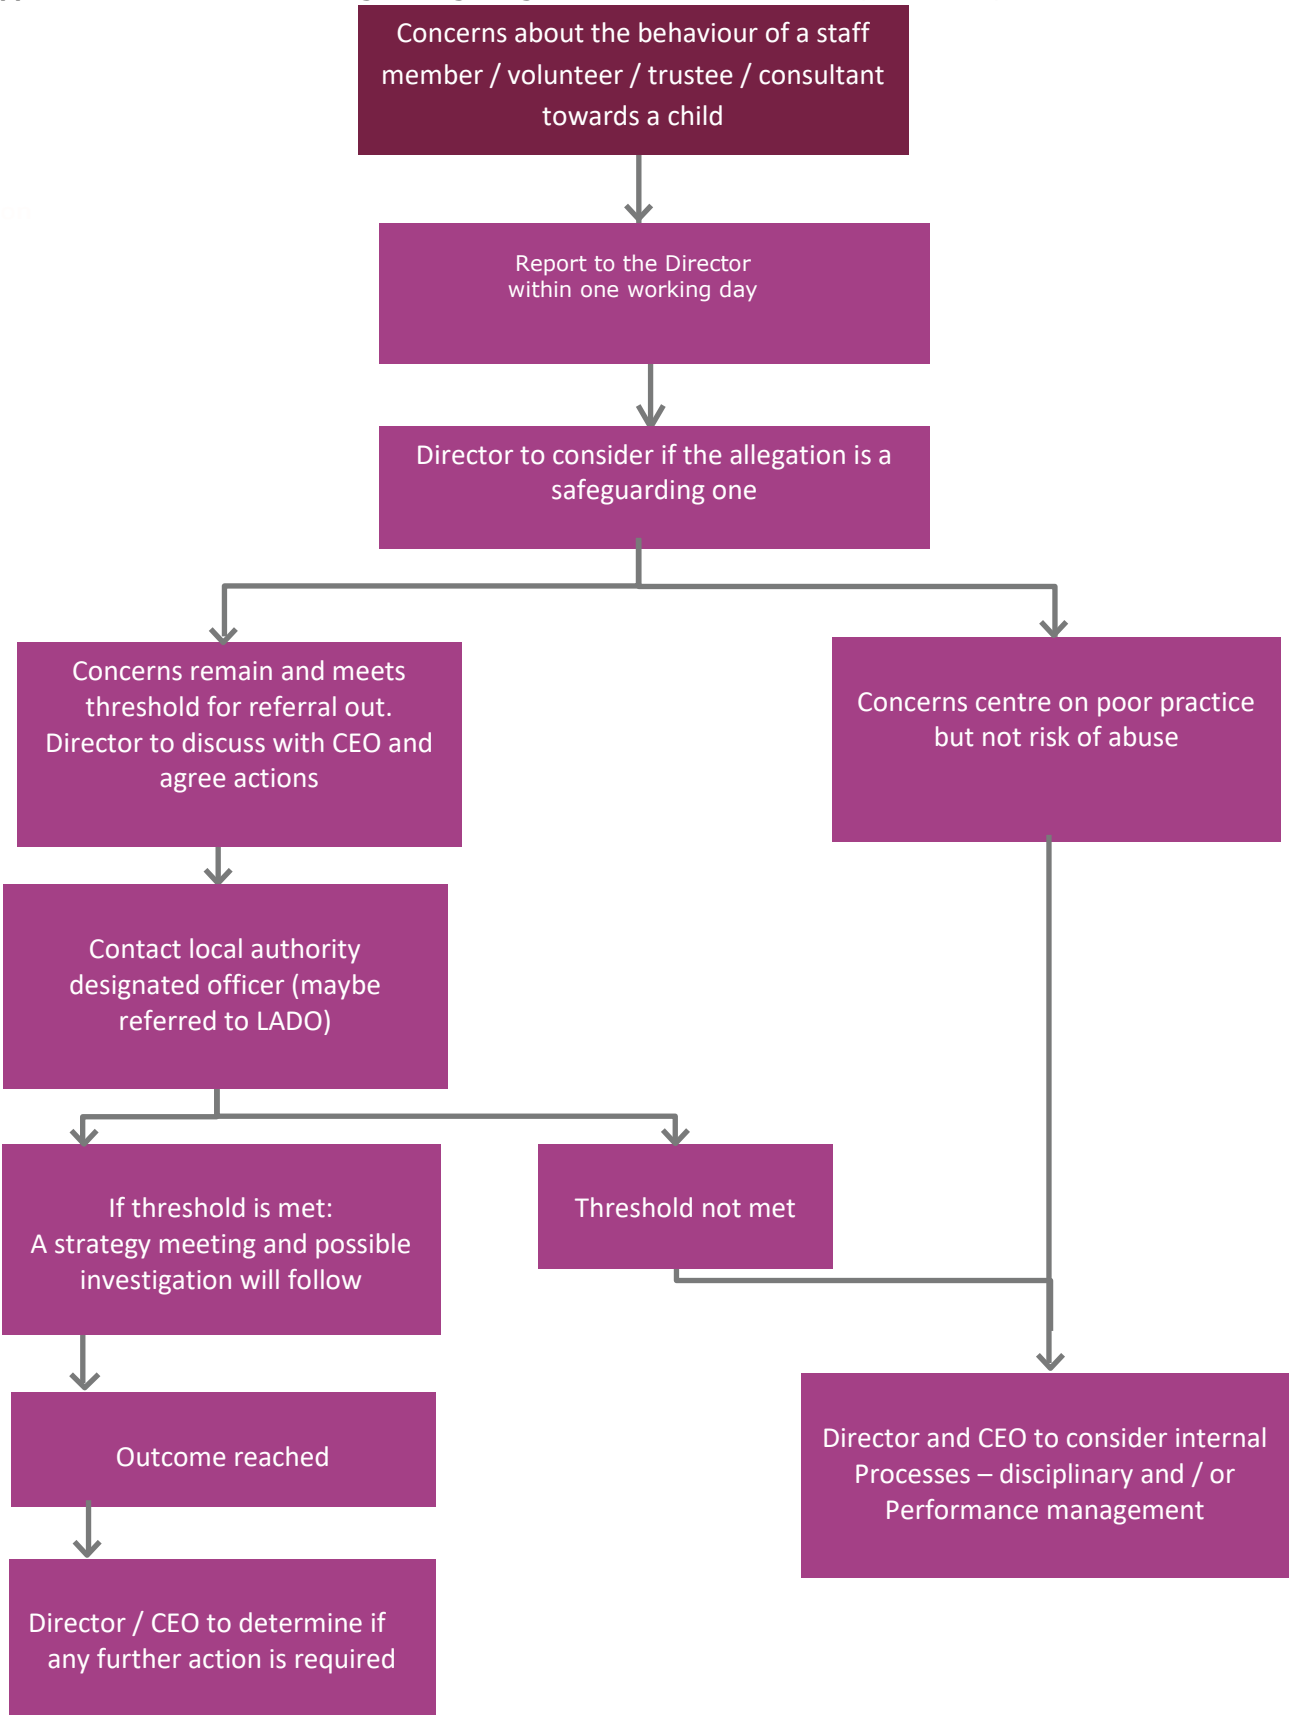 Concerns about the behaviour of a staff
member / volunteer / trustee / consultant
towards a child
Report to the Director
within one working day
Director to consider if the allegation is a
safeguarding one
Concerns remain and meets
threshold for referral out.
Director to discuss with CEO and
agree actions
Concerns centre on poor practice
but not risk of abuse
Contact local authority
designated officer (maybe
referred to LADO)
If threshold is met:
A strategy meeting and possible
investigation will follow
Threshold not met
Outcome reached
Director and CEO to consider internal
Processes – disciplinary and / or
Performance management
Director / CEO to determine if
any further action is required